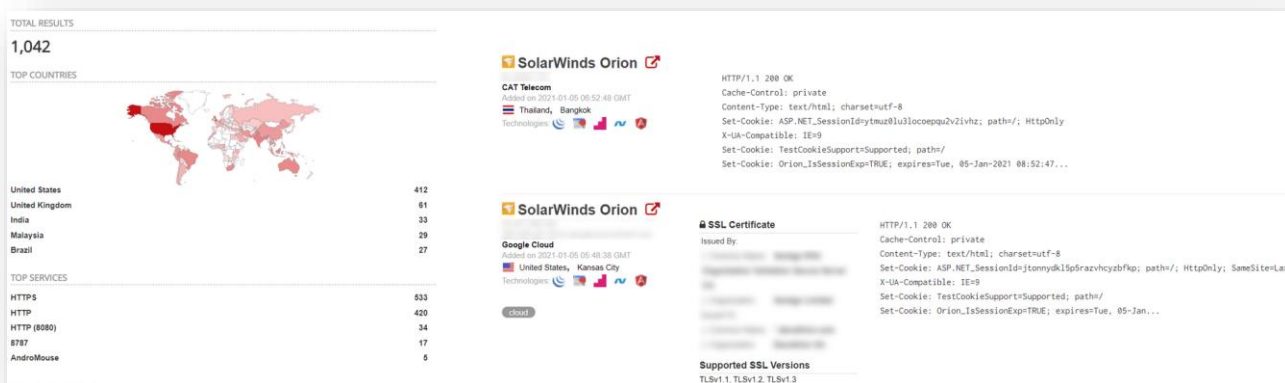 TOTAL RESULTS
1,042
TOP COUNTRIES
United States 412
United Kingdom 61
India 33
Malaysia 29
Brazil 27
TOP SERVICES
HTTPS 533
HTTP 420
HTTP (8080) 34
8787 17
AndroMouse 5
SolarWinds Orion
CAT Telecom
Added on 2021-01-05 06:52:48 GMT
Thailand, Bangkok
Technologies:
HTTP/1.1 200 OK
Cache-Control: private
Content-Type: text/html; charset=utf-8
Set-Cookie: ASP.NET_SessionId=ytmuz0lu3locoepqu2v2ivhz; path=/; HttpOnly
X-UA-Compatible: IE=9
Set-Cookie: TestCookieSupport=Supported; path=/
Set-Cookie: Orion_IsSessionExp=TRUE; expires=Tue, 05-Jan-2021 08:52:47...
SolarWinds Orion
Google Cloud
Added on 2021-01-05 05:48:38 GMT
United States, Kansas City
Technologies:
cloud
SSL Certificate
Issued By:
Supported SSL Versions
TLSv1.1, TLSv1.2, TLSv1.3
HTTP/1.1 200 OK
Cache-Control: private
Content-Type: text/html; charset=utf-8
Set-Cookie: ASP.NET_SessionId=jtonnydkl5p5razvhcyzbfkp; path=/; HttpOnly; SameSite=La
X-UA-Compatible: IE=9
Set-Cookie: TestCookieSupport=Supported; path=/
Set-Cookie: Orion_IsSessionExp=TRUE; expires=Tue, 05-Jan...